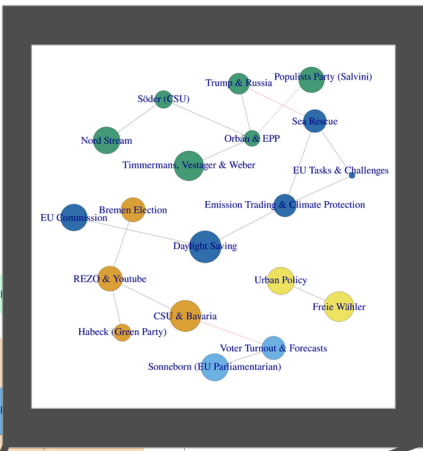 Trump & Russia
Populists Party (Salvini)
Söder (CSU)
Sea Rescue
Nord Stream
Orban & EPP
Timmermans, Vestager & Weber
EU Tasks & Challenges
Emission Trading & Climate Protection
Bremen Election
EU Commission
Daylight Saving
REZO & Youtube
Urban Policy
Freie Wähler
CSU & Bavaria
Habeck (Green Party)
Voter Turnout & Forecasts
Sonneborn (EU Parliamentarian)